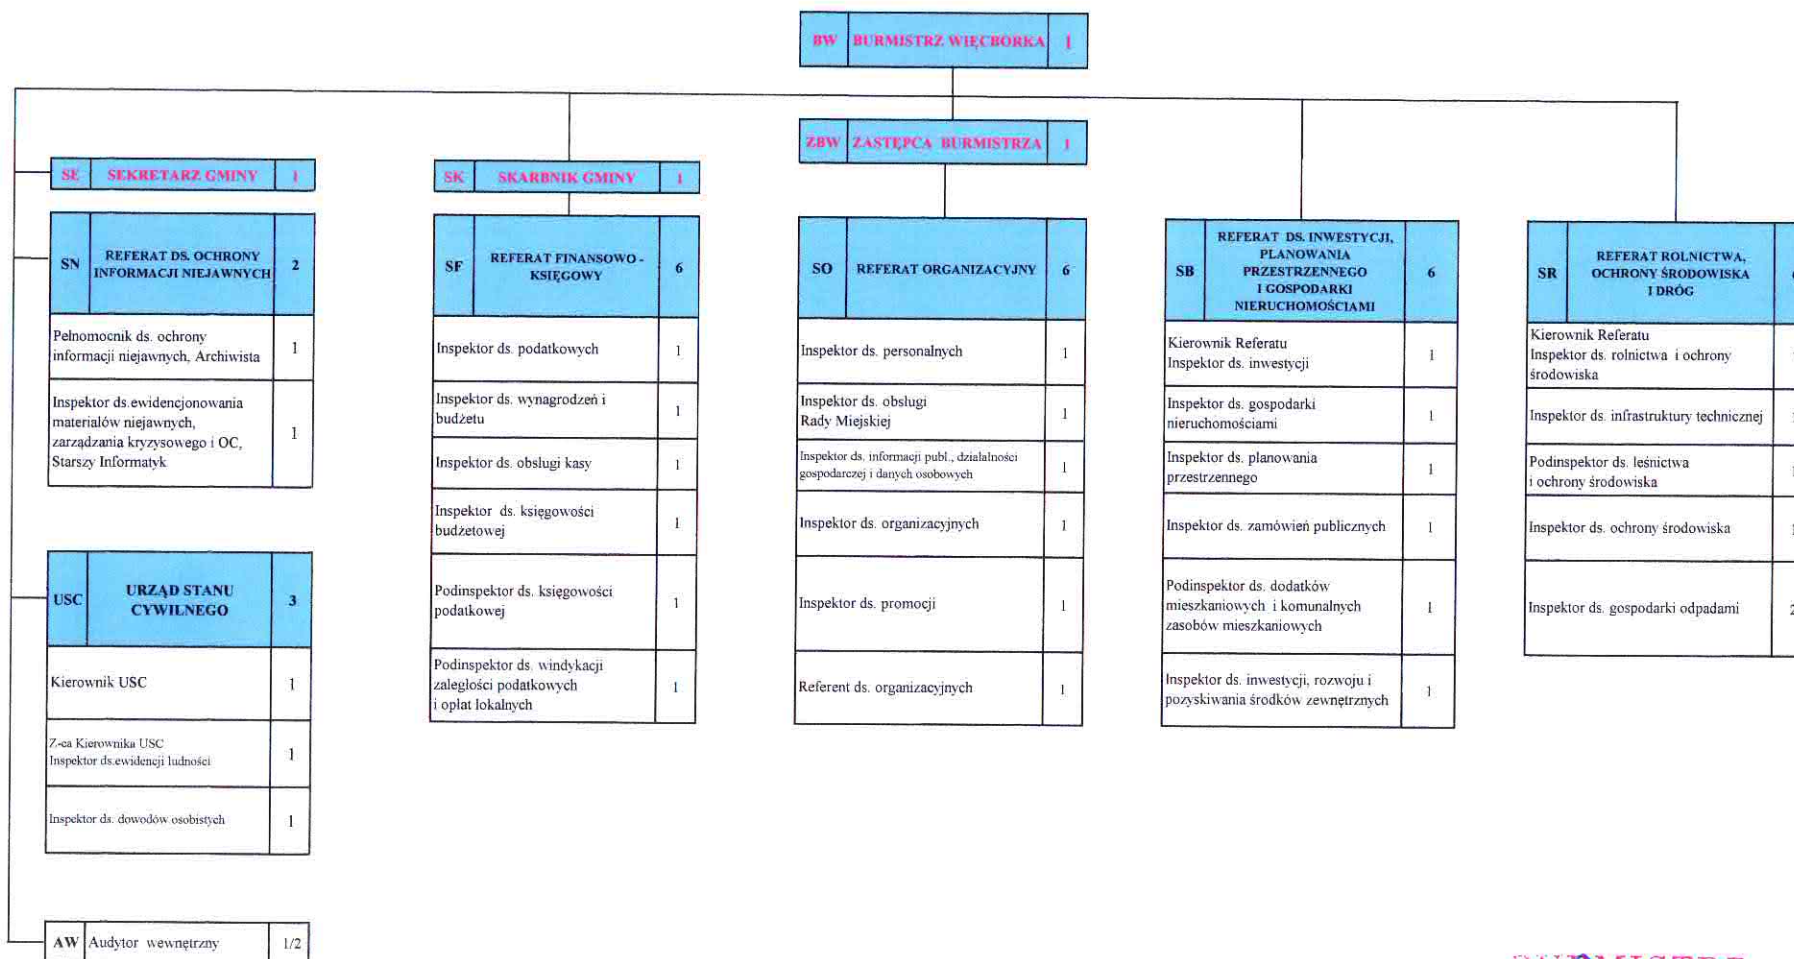 BW BURMISTRZ WIĘCBORKA 1
ZBW ZASTĘPCA BURMISTRZA 1
SE SEKRETARZ GMINY 1
SN REFERAT DS. OCHRONY INFORMACJI NIEJAWNYCH 2
Pełnomocnik ds. ochrony
informacji niejawnych, Archiwista 1
Inspektor ds.ewidencjonowania
materiałów niejawnych,
zarządzania kryzysowego i OC,
Starszy Informatyk 1
USC URZĄD STANU
CYWILNEGO 3
Kierownik USC 1
Z-ca Kierownika USC
Inspektor ds.ewidencji ludności 1
Inspektor ds. dowodów osobistych 1
AW Audytor wewnętrzny 1/2
SK SKARBNIK GMINY 1
SF REFERAT FINANSOWO -
KSIĘGOWY 6
Inspektor ds. podatkowych 1
Inspektor ds. wynagrodzeń i
budżetu 1
Inspektor ds. obsługi kasy 1
Inspektor ds. księgowości
budżetowej 1
Podinspektor ds. księgowości
podatkowej 1
Podinspektor ds. windykacji
zaległości podatkowych
i opłat lokalnych 1
SO REFERAT ORGANIZACYJNY 6
Inspektor ds. personalnych 1
Inspektor ds. obsługi
Rady Miejskiej 1
Inspektor ds. informacji publ., działalności
gospodarczej i danych osobowych 1
Inspektor ds. organizacyjnych 1
Inspektor ds. promocji 1
Referent ds. organizacyjnych 1
SB REFERAT DS. INWESTYCJI,
PLANOWANIA
PRZESTRZENNEGO
I GOSPODARKI
NIERUCHOMOŚCIAMI 6
Kierownik Referatu
Inspektor ds. inwestycji 1
Inspektor ds. gospodarki
nieruchomościami 1
Inspektor ds. planowania
przestrzennego 1
Inspektor ds. zamówień publicznych 1
Podinspektor ds. dodatków
mieszkaniowych i komunalnych
zasobów mieszkaniowych 1
Inspektor ds. inwestycji, rozwoju i
pozyskiwania środków zewnętrznych 1
SR REFERAT ROLNICTWA,
OCHRONY ŚRODOWISKA
I DRÓG
Kierownik Referatu
Inspektor ds. rolnictwa i ochrony
środowiska
Inspektor ds. infrastruktury technicznej
Podinspektor ds. leśnictwa
i ochrony środowiska
Inspektor ds. ochrony środowiska
Inspektor ds. gospodarki odpadami 2